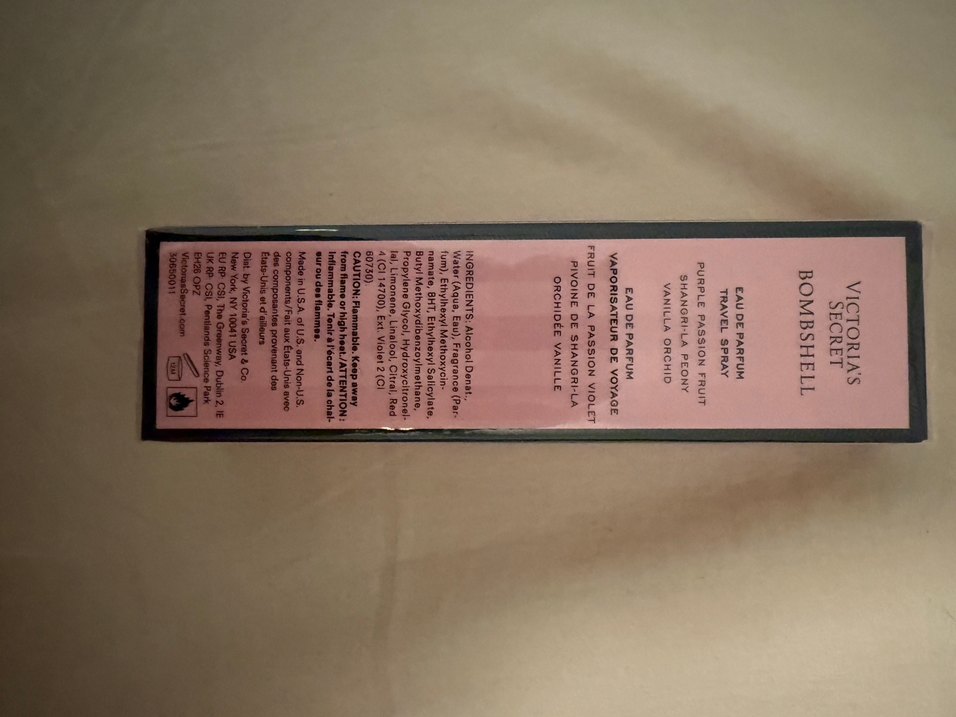 VICTORIA'S
SECRET
BOMBSHELL
EAU DE PARFUM
TRAVEL SPRAY
PURPLE PASSION FRUIT
SHANGRI-LA PEONY
VANILLA ORCHID
EAU DE PARFUM
VAPORISATEUR DE VOYAGE
FRUIT DE LA PASSION VIOLET
PIVOINE DE SHANGRI-LA
ORCHIDÉE VANILLE
INGREDIENTS: Alcohol Denat.,
Water (Aqua, Eau), Fragrance (Par-
fum), Ethylhexyl Methoxycin-
namate, BHT, Ethylhexyl Salicylate,
Butyl Methoxydibenzoylmethane,
Propylene Glycol, Hydroxycitronel-
lal, Limonene, Linalool, Citral, Red
4 (CI 14700), Ext. Violet 2 (CI
60730).
CAUTION: Flammable. Keep away
from flame or high heat. /ATTENTION :
Inflammable. Tenir à l'écart de la chal-
eur ou des flammes.
Made in U.S.A. of U.S. and Non-U.S.
components/Fait aux États-Unis avec
des composantes provenant des
États-Unis et d'ailleurs
Dist. by Victoria's Secret & Co.
New York, NY 10041 USA
EU RP: CSI, The Greenway, Dublin 2, IE
UK RP: CSI, Pentlands Science Park
EH26 OPZ
VictoriasSecret.com
30650011
12M